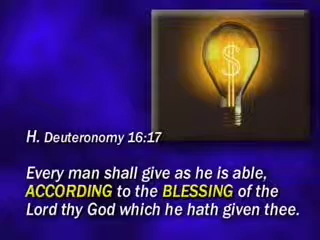 H. Deuteronomy 16:17
Every man shall give as he is able,
ACCORDING to the BLESSING of the
Lord thy God which he hath given thee.